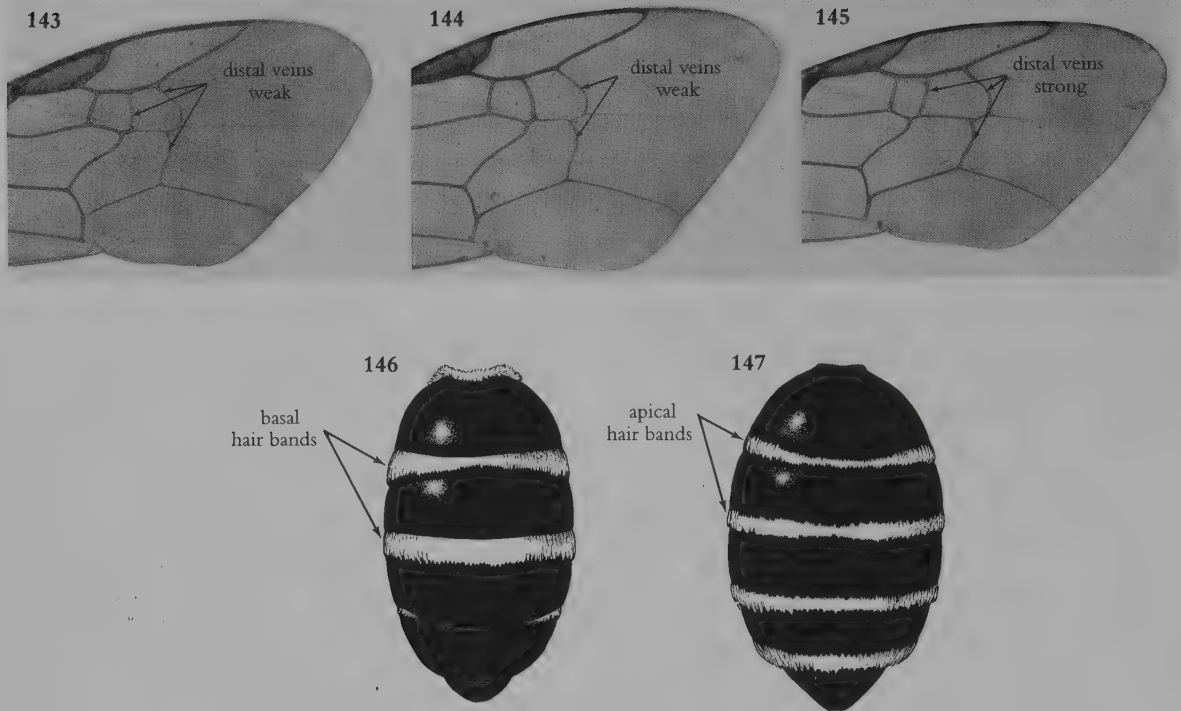 143
distal veins
weak
144
distal veins
weak
145
distal veins
strong
146
basal
hair bands
147
apical
hair bands